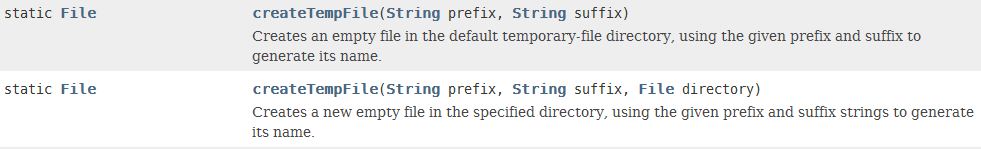 static File createTempFile(String prefix, String suffix)
Creates an empty file in the default temporary-file directory, using the given prefix and suffix to
generate its name.
static File createTempFile(String prefix, String suffix, File directory)
Creates a new empty file in the specified directory, using the given prefix and suffix strings to generate
its name.